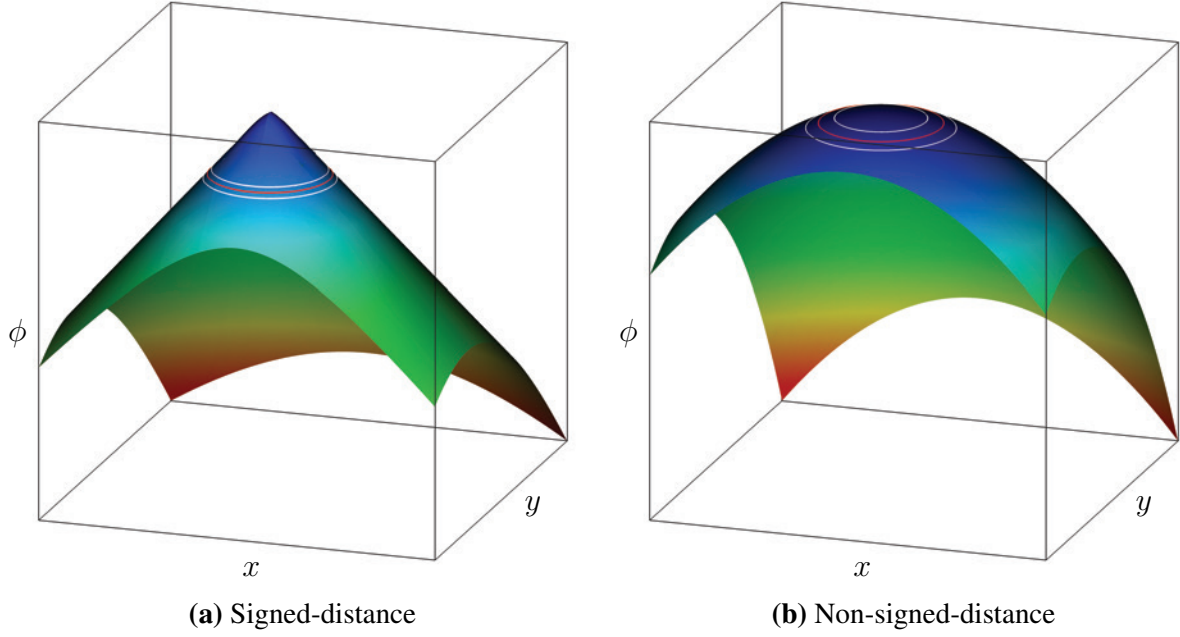 ϕ
y
x
(a) Signed-distance
ϕ
y
x
(b) Non-signed-distance